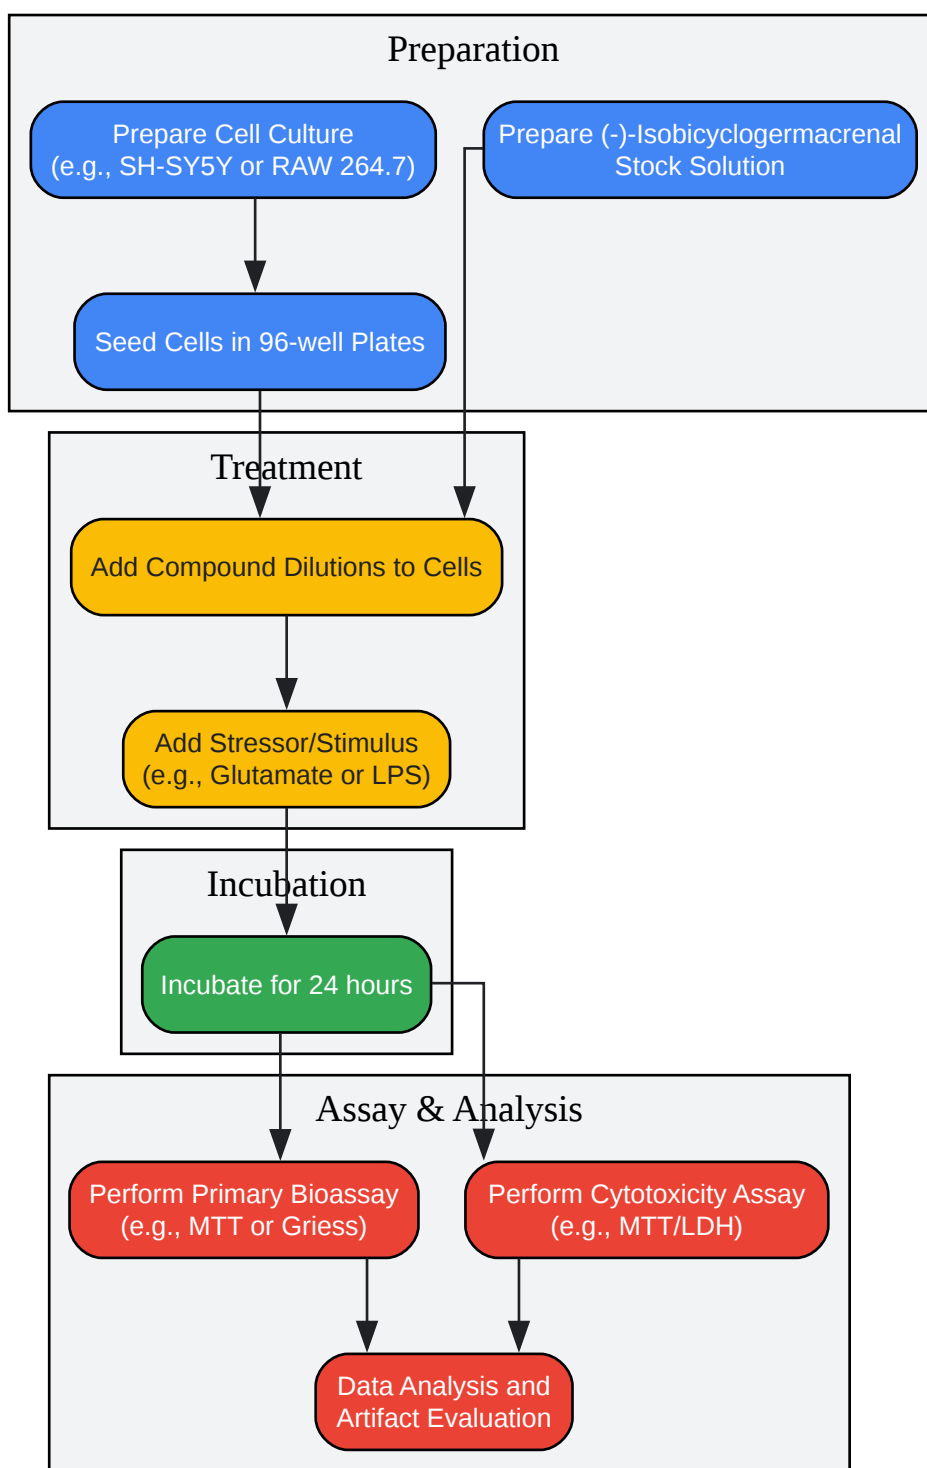 Preparation
Prepare Cell Culture
(e.g., SH-SY5Y or RAW 264.7)
Prepare (-)-Isobicyclogermacrenal
Stock Solution
Seed Cells in 96-well Plates
Treatment
Add Compound Dilutions to Cells
Add Stressor/Stimulus
(e.g., Glutamate or LPS)
Incubation
Incubate for 24 hours
Assay & Analysis
Perform Primary Bioassay
(e.g., MTT or Griess)
Perform Cytotoxicity Assay
(e.g., MTT/LDH)
Data Analysis and
Artifact Evaluation